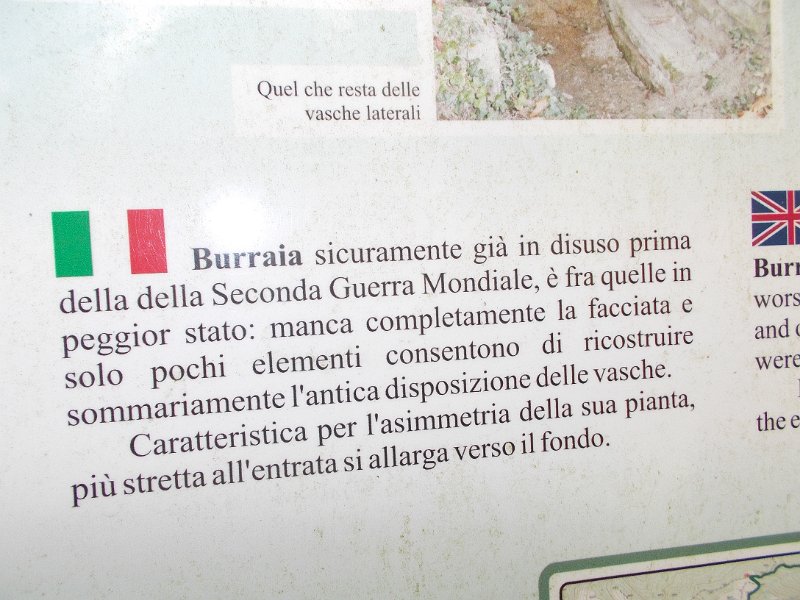 Quel che resta delle
vasche laterali
Burraia sicuramente già in disuso prima
della della Seconda Guerra Mondiale, è fra quelle in
peggior stato: manca completamente la facciata e
solo pochi elementi consentono di ricostruire
sommariamente l'antica disposizione delle vasche.
Caratteristica per l'asimmetria della sua pianta,
più stretta all'entrata si allarga verso il fondo.
and
were
the